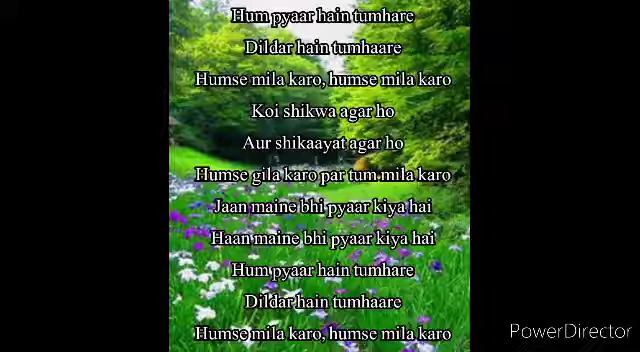 Hum pyaar hain tumhare
Dildar hain tumhaare
Humse mila karo, humse mila karo
Koi shikwa agar ho
Aur shikaayat agar ho
Humse gila karo par tum mila karo
Jaan maine bhi pyaar kiya hai
Haan maine bhi pyaar kiya hai
Hum pyaar hain tumhare
Dildar hain tumhaare
Humse mila karo, humse mila karo
PowerDirector